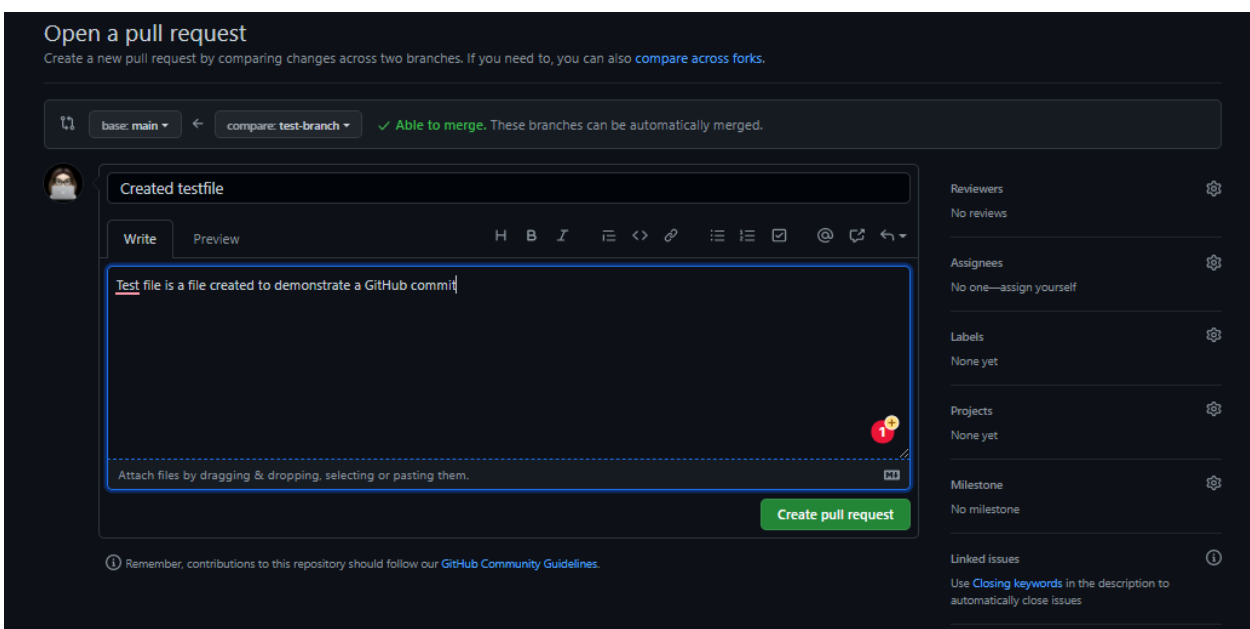 Open a pull request
Create a new pull request by comparing changes across two branches. If you need to, you can also compare across forks.
base: main
compare: test-branch
✓ Able to merge. These branches can be automatically merged.
Created testfile
Write Preview H B I
Test file is a file created to demonstrate a GitHub commit
1 +
Attach files by dragging & dropping, selecting or pasting them.
Create pull request
Remember, contributions to this repository should follow our GitHub Community Guidelines.
Reviewers
No reviews
Assignees
No one—assign yourself
Labels
None yet
Projects
None yet
Milestone
No milestone
Linked issues
Use Closing keywords in the description to
automatically close issues